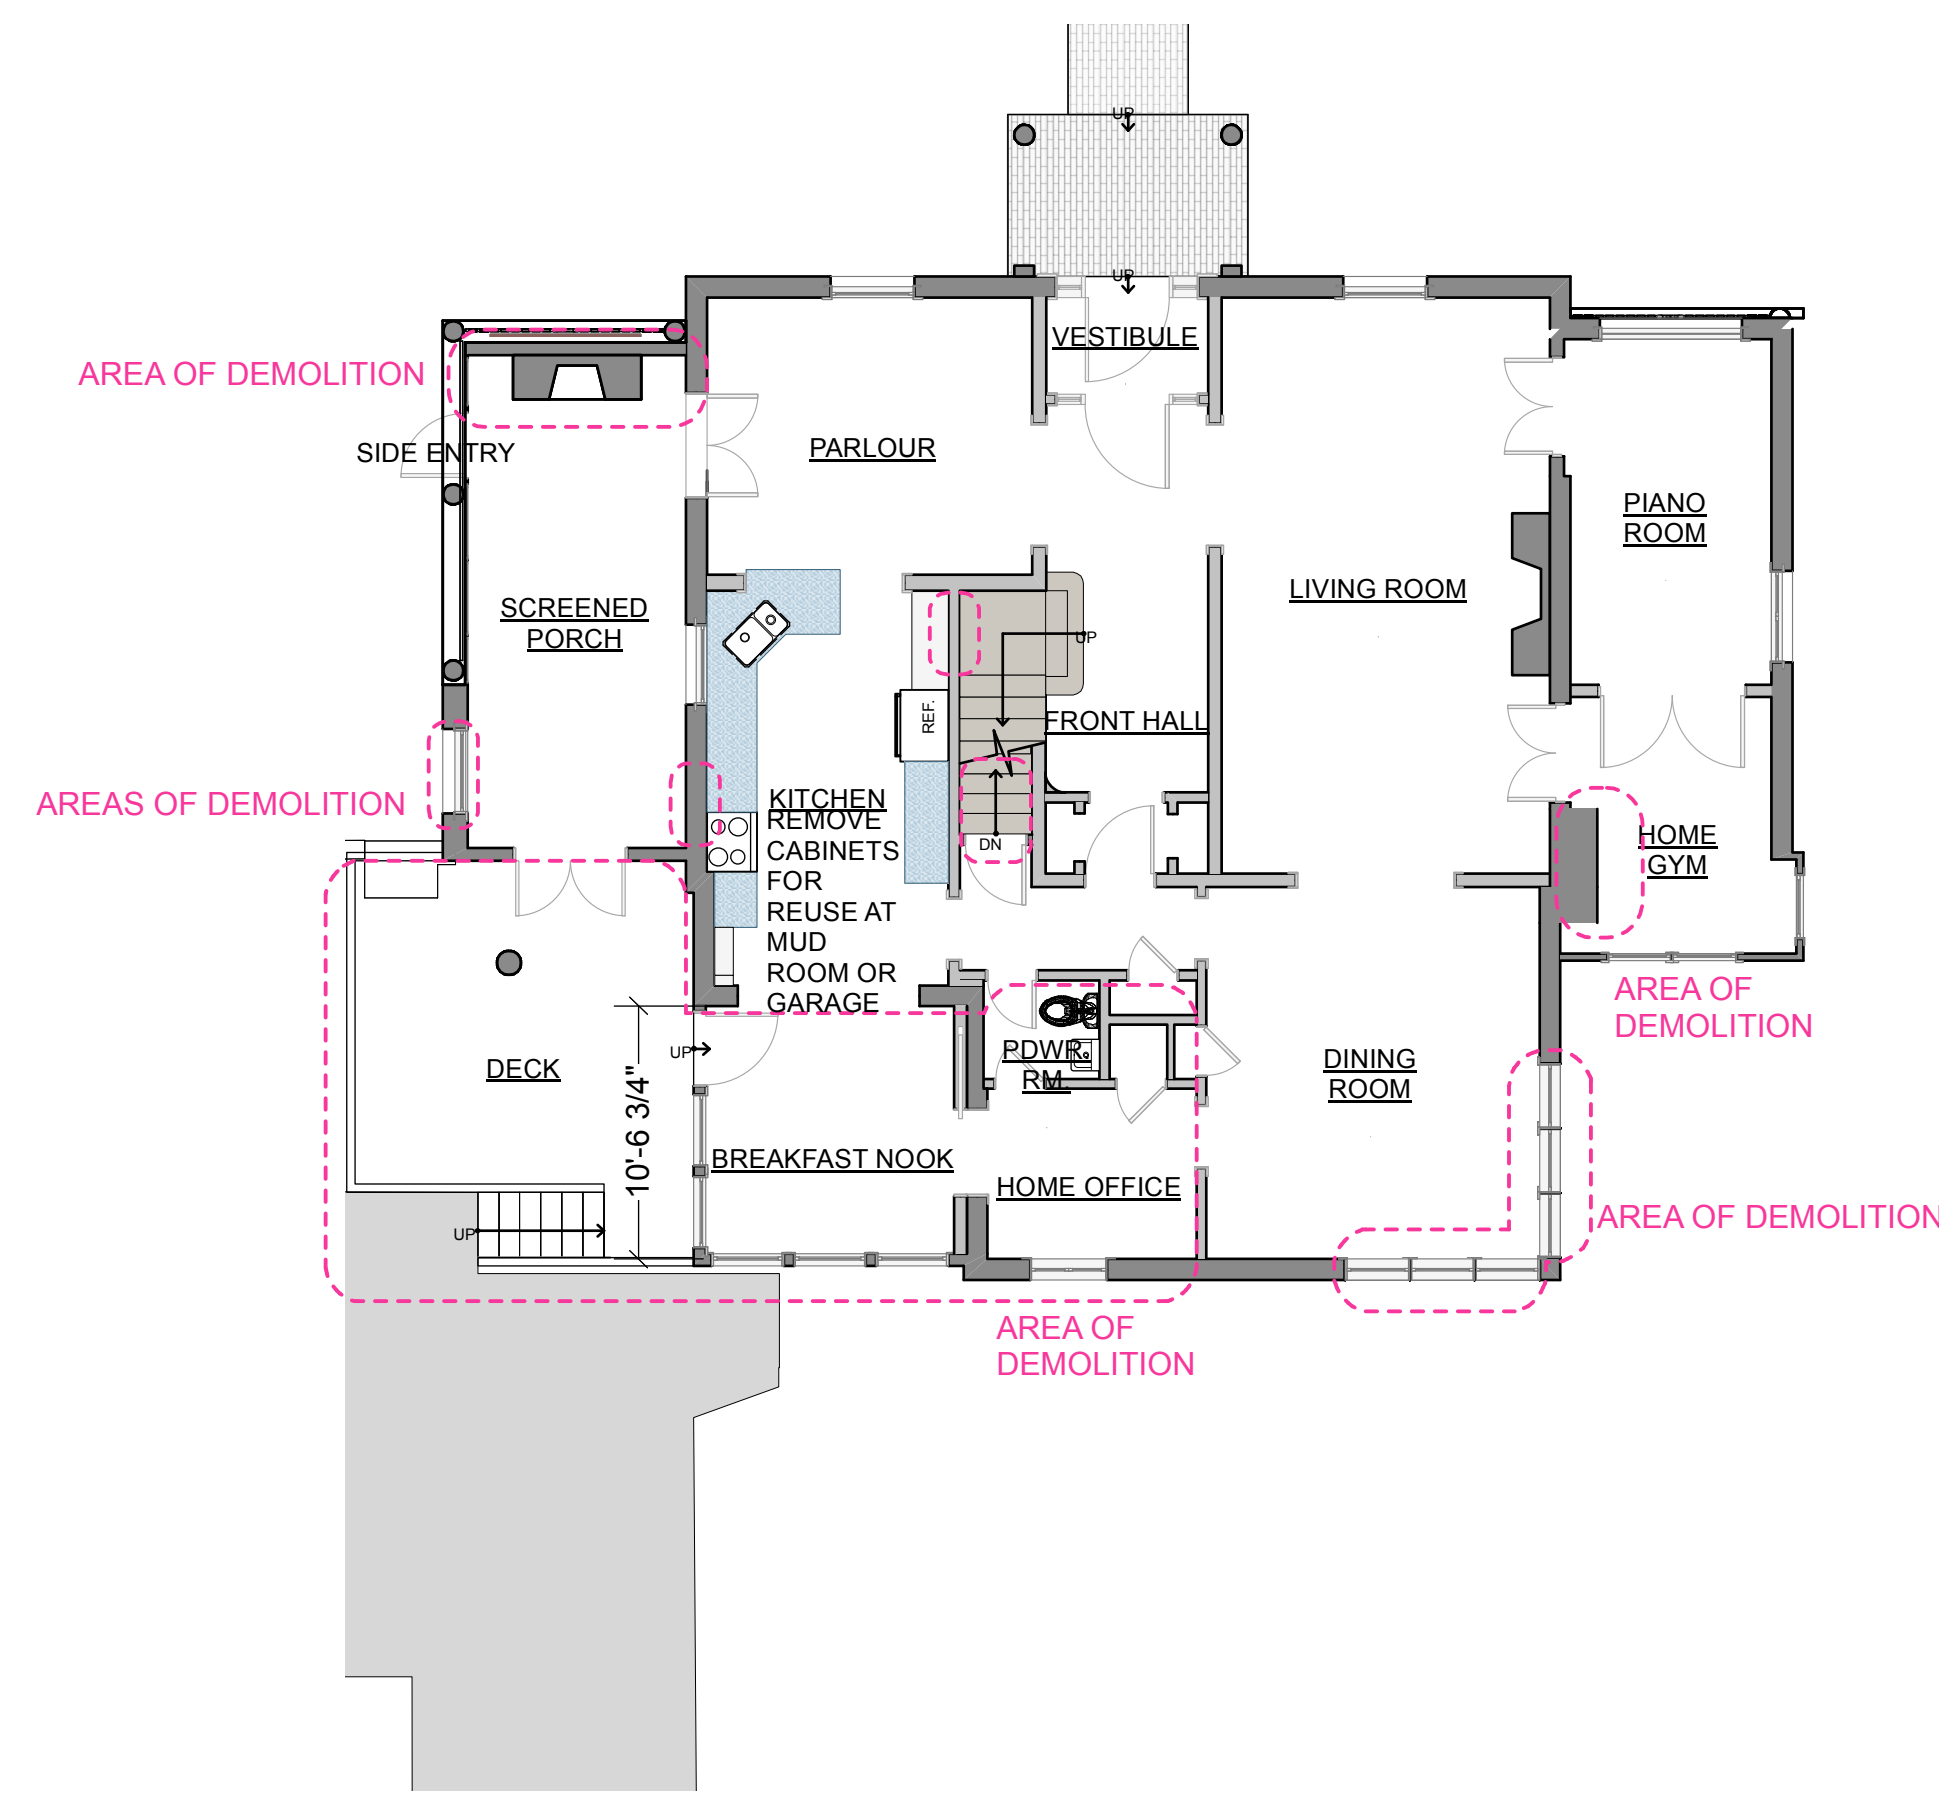 UP
UP
VESTIBULE
AREA OF DEMOLITION
SIDE ENTRY
PARLOUR
PIANO
ROOM
LIVING ROOM
SCREENED
PORCH
UP
REF.
FRONT HALL
AREAS OF DEMOLITION
KITCHEN
REMOVE
CABINETS
FOR
REUSE AT
MUD
ROOM OR
GARAGE
DN
HOME
GYM
AREA OF
DEMOLITION
UP
DECK
10'-6 3/4"
PDWR.
RM.
DINING
ROOM
BREAKFAST NOOK
HOME OFFICE
UP
AREA OF DEMOLITION
AREA OF
DEMOLITION